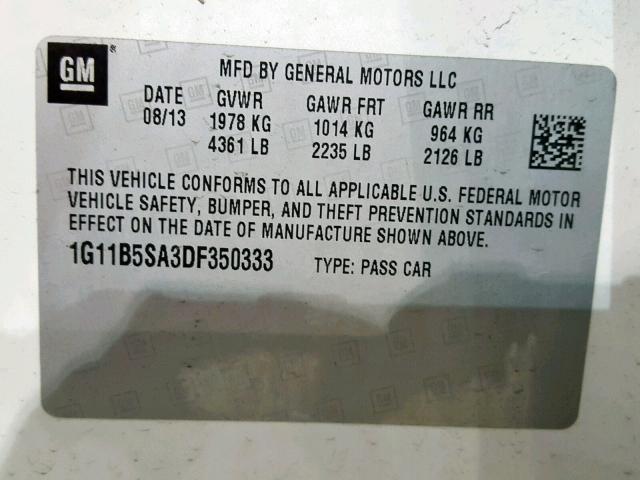 GM ®
MFD BY GENERAL MOTORS LLC
DATE GVWR GAWR FRT GAWR RR
08/13 1978 KG 1014 KG 964 KG
4361 LB 2235 LB 2126 LB
THIS VEHICLE CONFORMS TO ALL APPLICABLE U.S. FEDERAL MOTOR
VEHICLE SAFETY, BUMPER, AND THEFT PREVENTION STANDARDS IN
EFFECT ON THE DATE OF MANUFACTURE SHOWN ABOVE.
1G11B5SA3DF350333 TYPE: PASS CAR